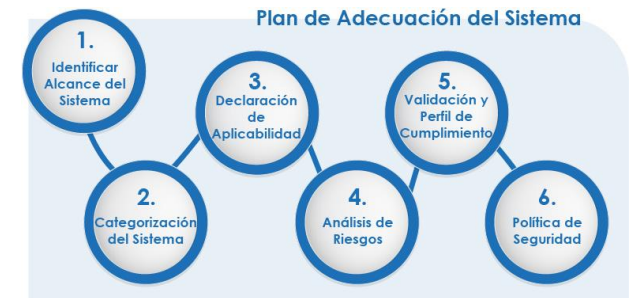 Plan de Adecuación del Sistema
1.
Identificar
Alcance del
Sistema
2.
Categorización
del Sistema
3.
Declaración
de
Aplicabilidad
4.
Análisis de
Riesgos
5.
Validación y
Perfil de
Cumplimiento
6.
Política de
Seguridad